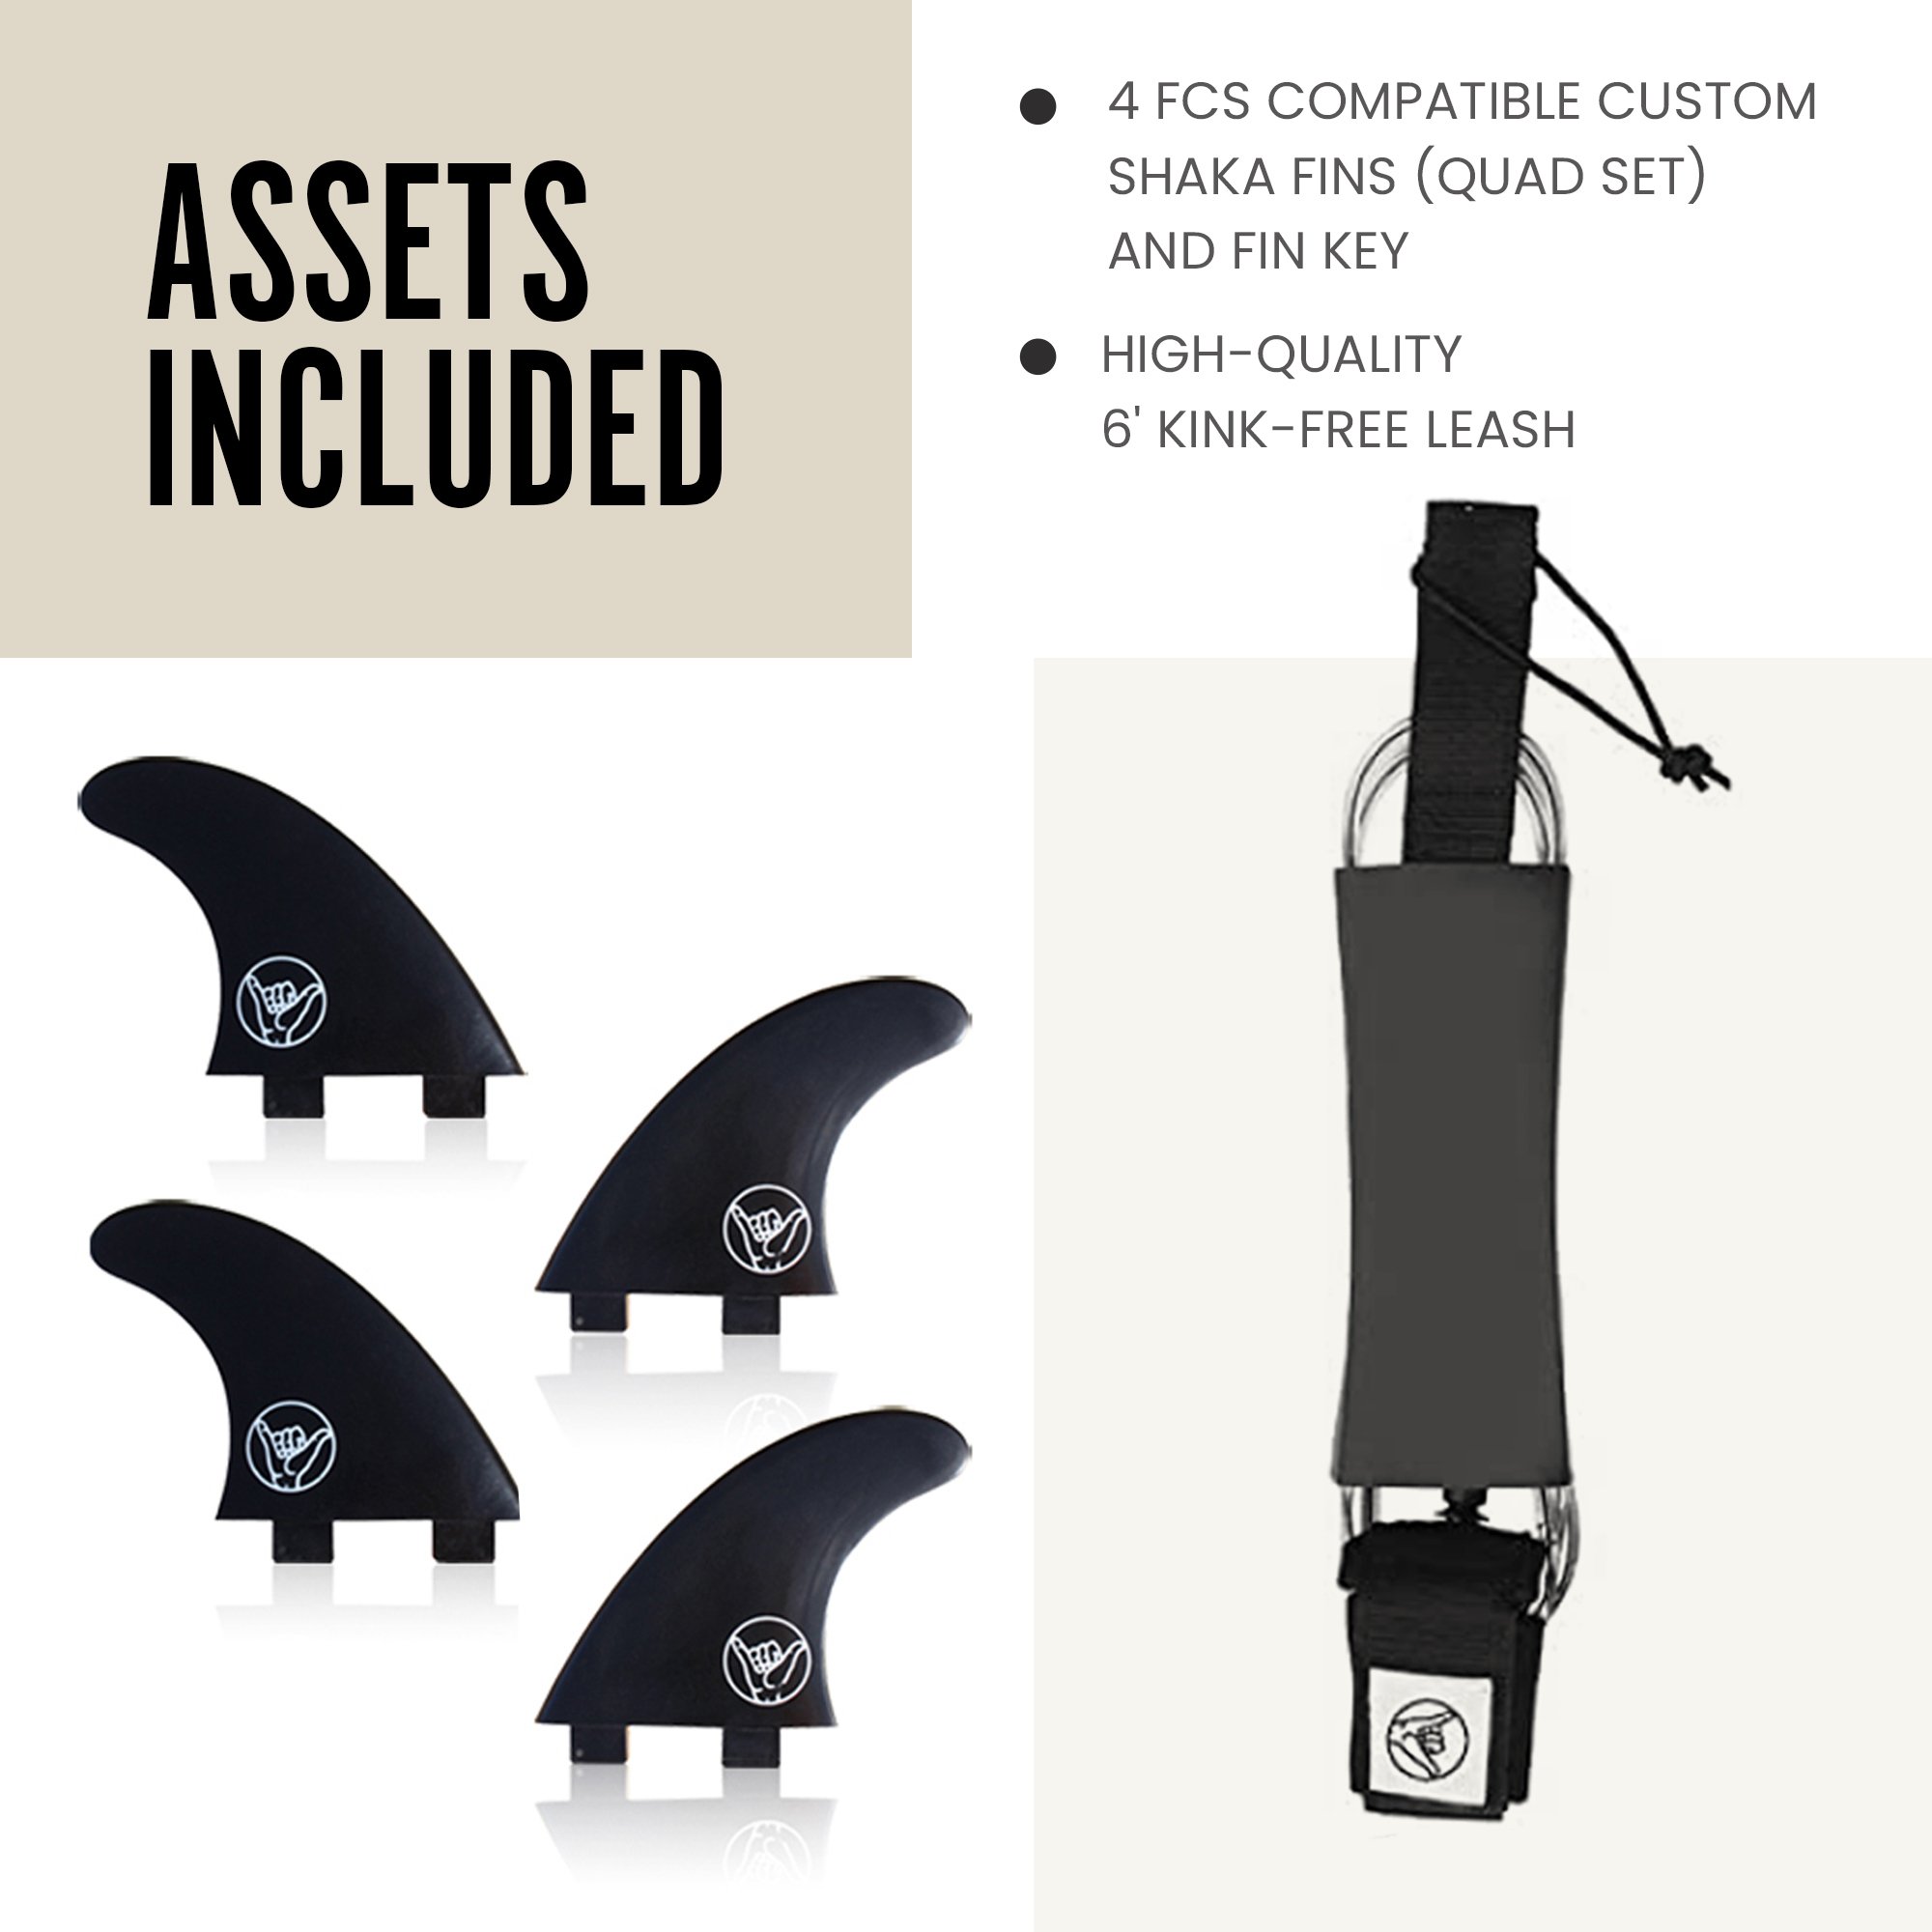 ASSETS
INCLUDED
4 FCS COMPATIBLE CUSTOM
SHAKA FINS (QUAD SET)
AND FIN KEY
HIGH-QUALITY
6' KINK-FREE LEASH